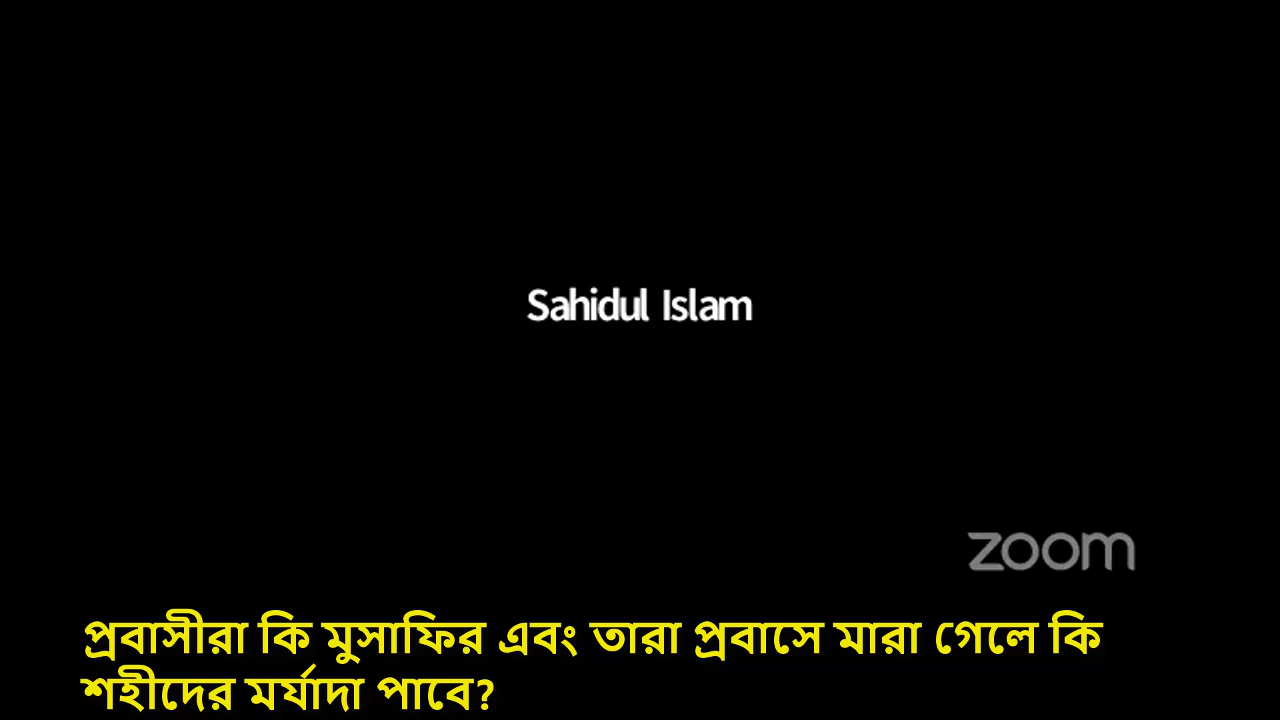 Sahidul Islam
zoom
প্রবাসীরা কি মুসাফির এবং তারা প্রবাসে মারা গেলে কি
শহীদের মর্যাদা পাবে?